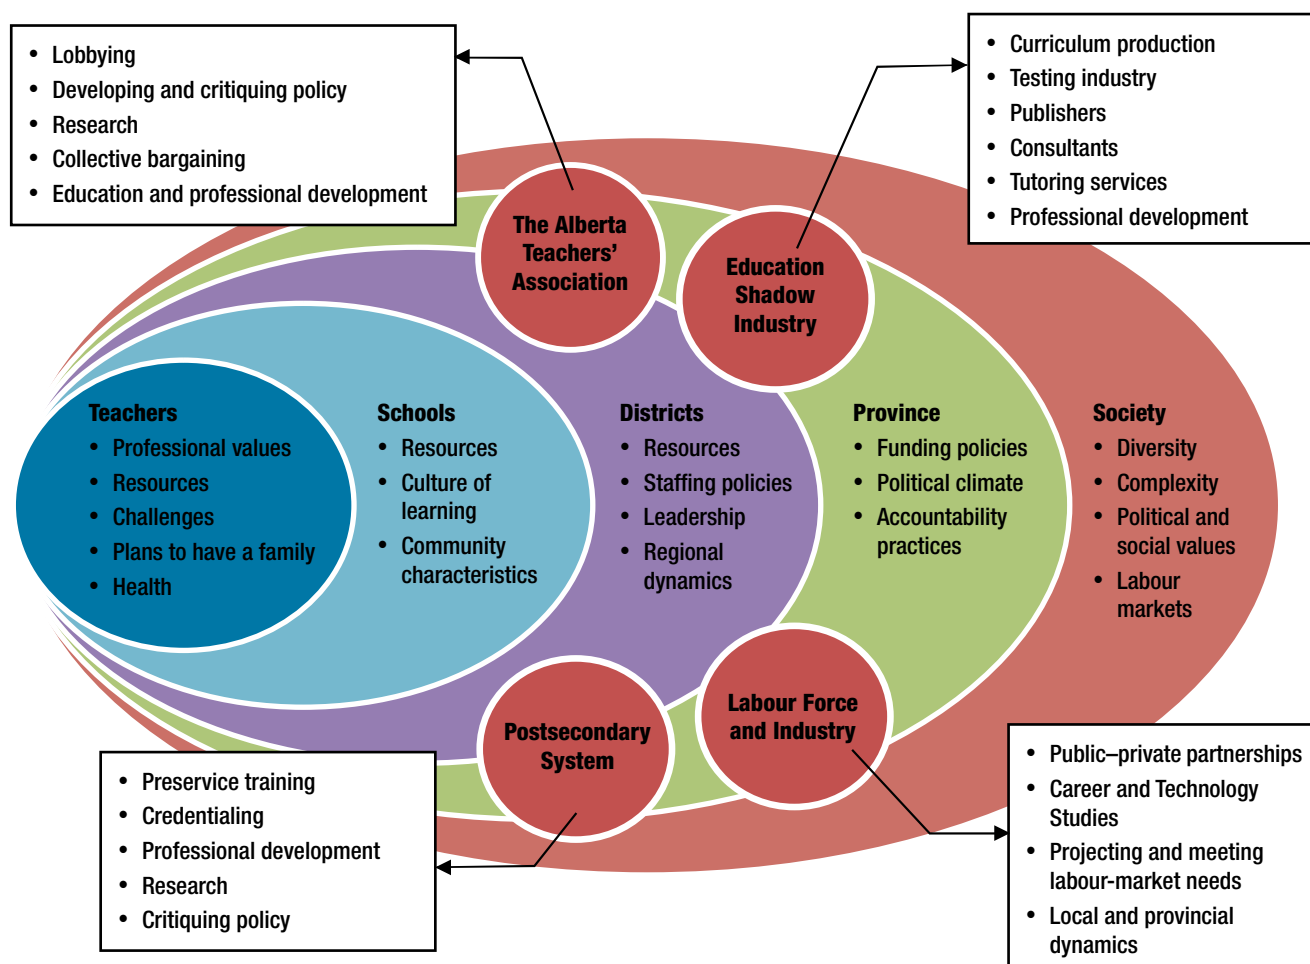 • Lobbying
• Developing and critiquing policy
• Research
• Collective bargaining
• Education and professional development
• Curriculum production
• Testing industry
• Publishers
• Consultants
• Tutoring services
• Professional development
The Alberta
Teachers’
Association
Education
Shadow
Industry
Teachers
• Professional values
• Resources
• Challenges
• Plans to have a family
• Health
Schools
• Resources
• Culture of
learning
• Community
characteristics
Districts
• Resources
• Staffing policies
• Leadership
• Regional
dynamics
Province
• Funding policies
• Political climate
• Accountability
practices
Society
• Diversity
• Complexity
• Political and
social values
• Labour
markets
Postsecondary
System
Labour Force
and Industry
• Preservice training
• Credentialing
• Professional development
• Research
• Critiquing policy
• Public–private partnerships
• Career and Technology
Studies
• Projecting and meeting
labour-market needs
• Local and provincial
dynamics